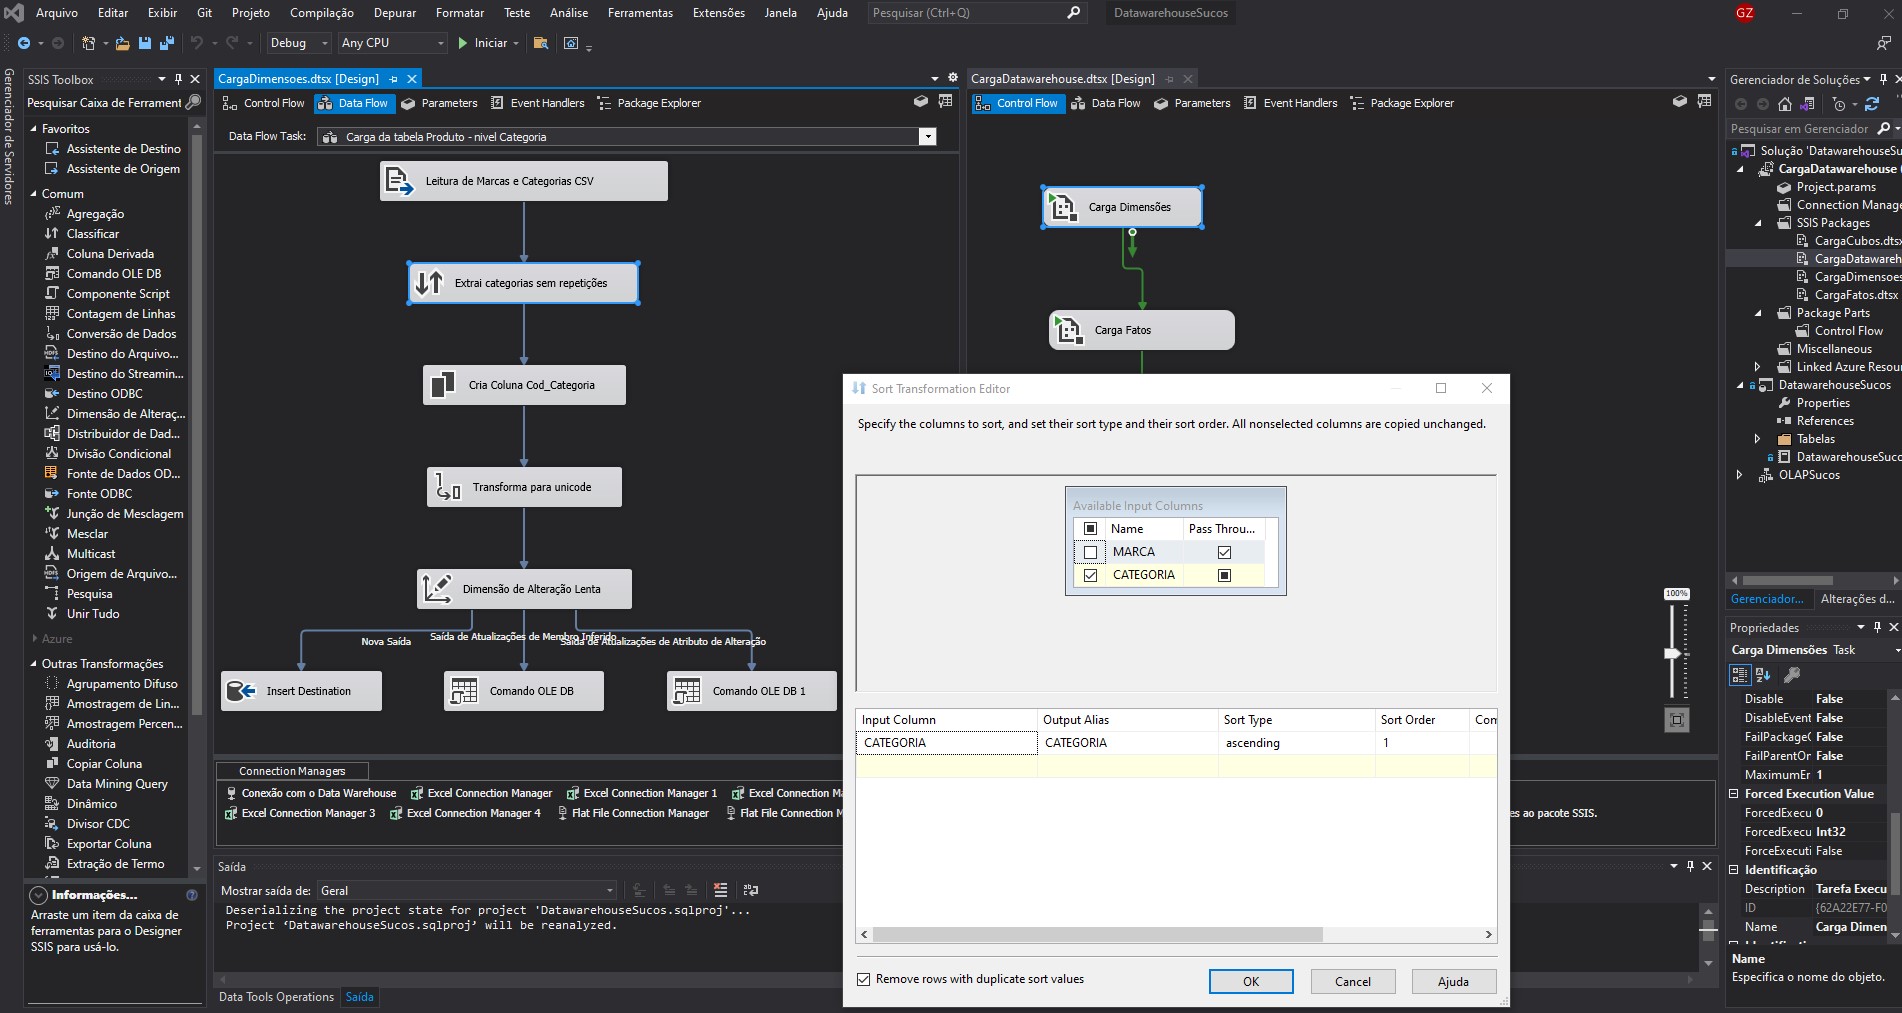 Arquivo Editar Exibir Git Projeto Compilação Depurar Formatar Teste Análise Ferramentas Extensões Janela Ajuda Pesquisar (Ctrl+Q) DatawarehouseSucos GZ
Debug Any CPU Iniciar
Gerenciador de Servidores
SSIS Toolbox
Pesquisar Caixa de Ferrament
Favoritos
Assistente de Destino
Assistente de Origem
Comum
Agregação
Classificar
Coluna Derivada
Comando OLE DB
Componente Script
Contagem de Linhas
Conversão de Dados
Destino do Arquivo...
Destino do Streamin...
Destino ODBC
Dimensão de Alteraç...
Distribuidor de Dad...
Divisão Condicional
Fonte de Dados OD...
Fonte ODBC
Junção de Mesclagem
Mesclar
Multicast
Origem de Arquivo...
Pesquisa
Unir Tudo
Azure
Outras Transformações
Agrupamento Difuso
Amostragem de Lin...
Amostragem Percen...
Auditoria
Copiar Coluna
Data Mining Query
Dinâmico
Divisor CDC
Exportar Coluna
Extração de Termo
Informações...
Arraste um item da caixa de
ferramentas para o Designer
SSIS para usá-lo.
CargaDimensoes.dtsx [Design]
Control Flow Data Flow Parameters Event Handlers Package Explorer
Data Flow Task: Carga da tabela Produto - nivel Categoria
Leitura de Marcas e Categorias CSV
Extrai categorias sem repetições
Cria Coluna Cod_Categoria
Transforma para unicode
Dimensão de Alteração Lenta
Nova Saída
Saída de Atualizações de Membro Inferido
Saída de Atualizações de Atributo de Alteração
Insert Destination
Comando OLE DB
Comando OLE DB 1
Connection Managers
Conexão com o Data Warehouse Excel Connection Manager Excel Connection Manager 1 Excel Connection M
Excel Connection Manager 3 Excel Connection Manager 4 Flat File Connection Manager Flat File Connection M
es ao pacote SSIS.
Saída
Mostrar saída de: Geral
Deserializing the project state for project 'DatawarehouseSucos.sqlproj'...
Project ‘DatawarehouseSucos.sqlproj’ will be reanalyzed.
Data Tools Operations Saída
CargaDatawarehouse.dtsx [Design]
Control Flow Data Flow Parameters Event Handlers Package Explorer
Carga Dimensões
Carga Fatos
100%
Sort Transformation Editor
Specify the columns to sort, and set their sort type and their sort order. All nonselected columns are copied unchanged.
Available Input Columns
Name Pass Throu...
MARCA
CATEGORIA
Input Column Output Alias Sort Type Sort Order Con
CATEGORIA CATEGORIA ascending 1
Remove rows with duplicate sort values
OK Cancel Ajuda
Gerenciador de Soluções
Pesquisar em Gerenciador
Solução 'DatawarehouseSu
CargaDatawarehouse (
Project.params
Connection Manage
SSIS Packages
CargaCubos.dtsx
CargaDatawareh
CargaDimensoes
CargaFatos.dtsx
Package Parts
Control Flow
Miscellaneous
Linked Azure Resou
DatawarehouseSucos
Properties
References
Tabelas
DatawarehouseSuco
OLAPSucos
Gerenciador... Alterações d...
Propriedades
Carga Dimensões Task
Disable False
DisableEvent False
FailPackage False
FailParentOr False
MaximumEr 1
Forced Execution Value
ForcedExecu 0
ForcedExecu Int32
ForceExecuti False
Identificação
Description Tarefa Execu
ID {62A22E77-F0
Name Carga Dimen
Name
Especifica o nome do objeto.